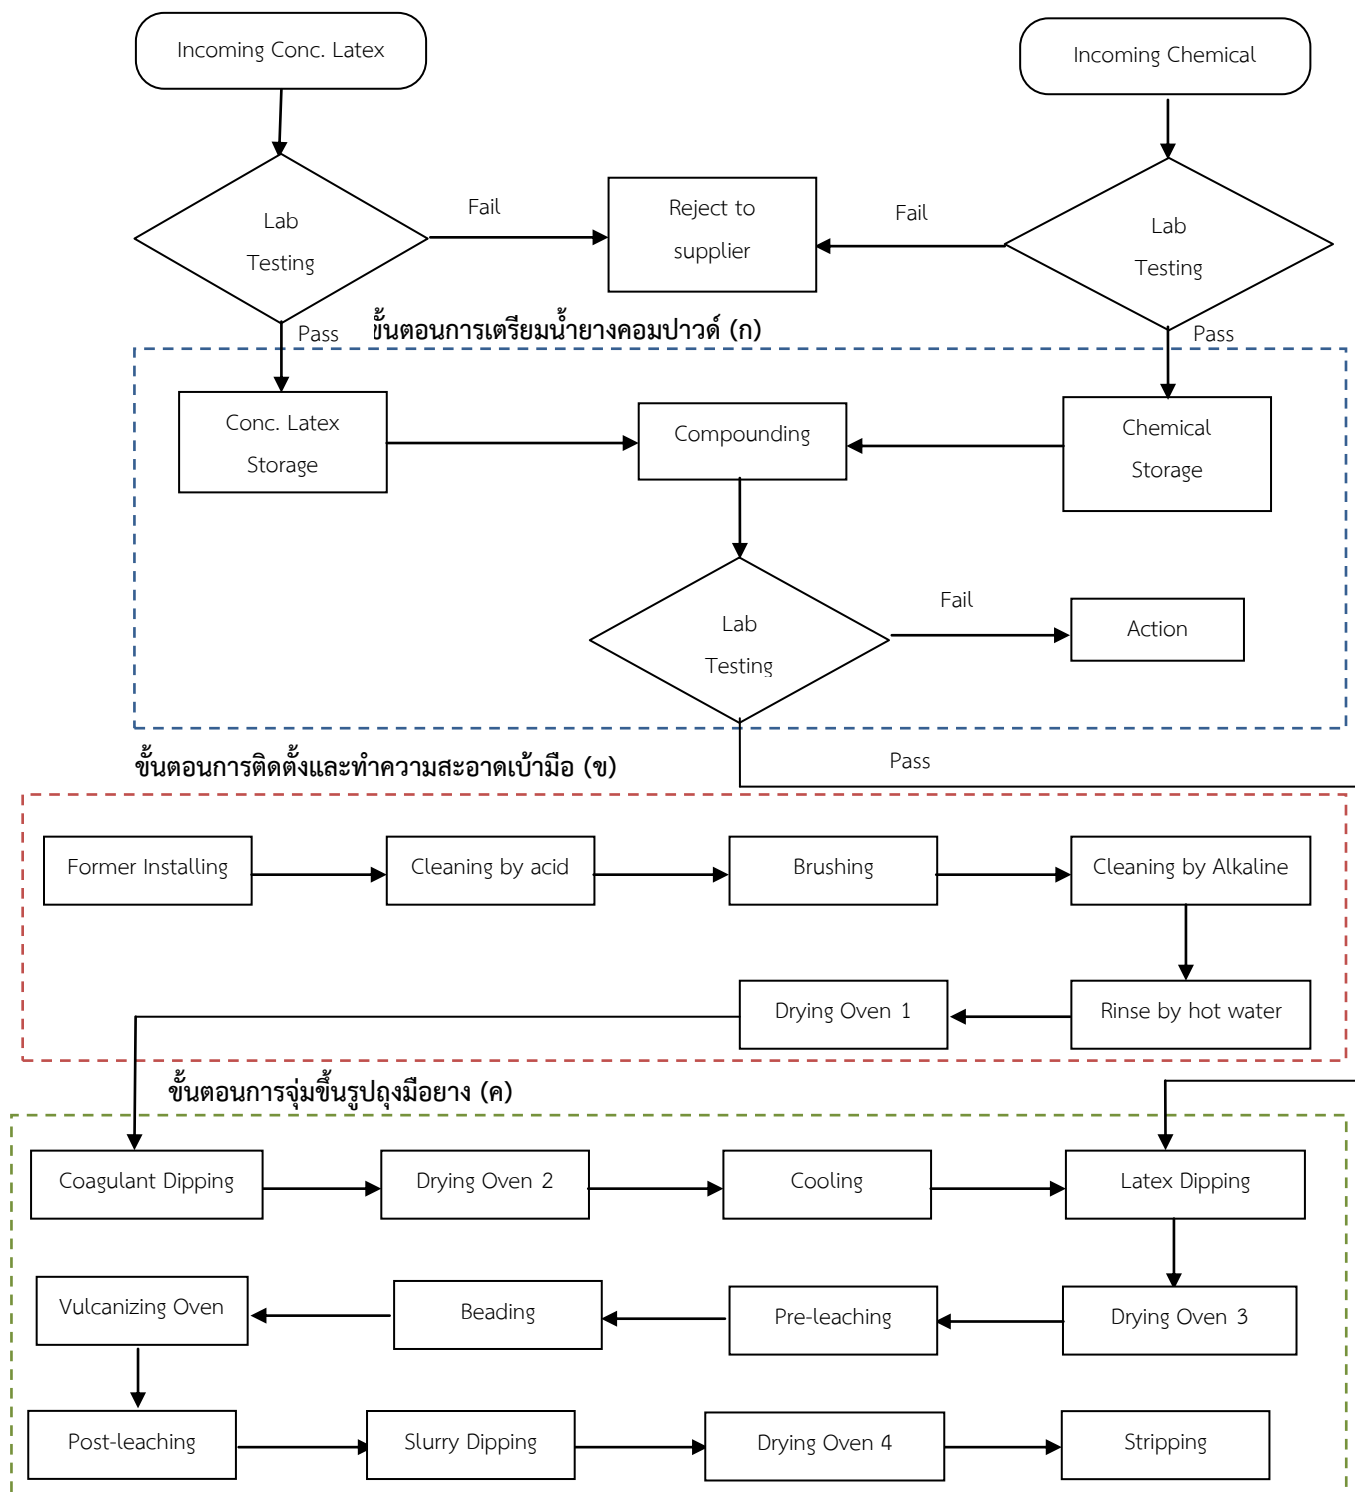 Incoming Conc. Latex
Incoming Chemical
Lab
Testing
Fail
Reject to
supplier
Fail
Lab
Testing
Pass
ขั้นตอนการเตรียมน้ำยางคอมปาวด์ (ก)
Pass
Conc. Latex
Storage
Compounding
Chemical
Storage
Lab
Testing
Fail
Action
Pass
ขั้นตอนการติดตั้งและทำความสะอาดเบ้ามือ (ข)
Former Installing
Cleaning by acid
Brushing
Cleaning by Alkaline
Drying Oven 1
Rinse by hot water
ขั้นตอนการจุ่มขึ้นรูปถุงมือยาง (ค)
Coagulant Dipping
Drying Oven 2
Cooling
Latex Dipping
Vulcanizing Oven
Beading
Pre-leaching
Drying Oven 3
Post-leaching
Slurry Dipping
Drying Oven 4
Stripping